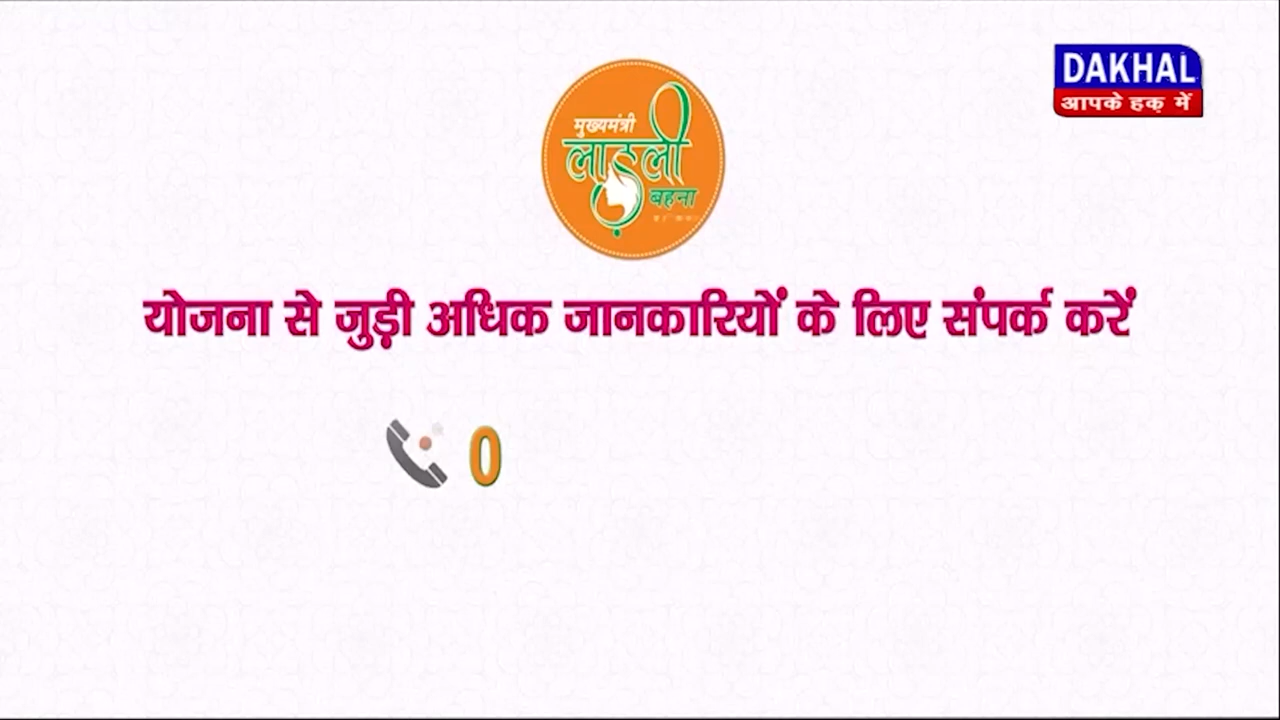 DAKHAL
आपके हक में
मुख्यमंत्री
लाड़ली
बहना
योजना से जुड़ी अधिक जानकारियों के लिए संपर्क करें
0